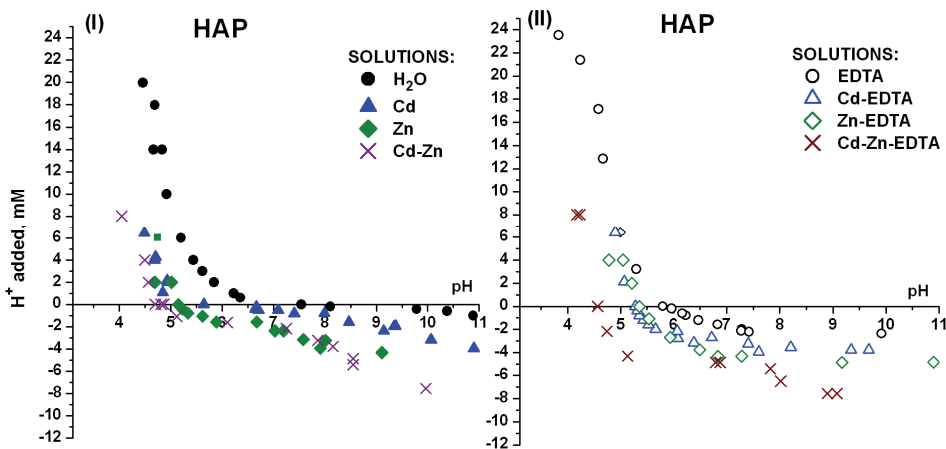 (I)
HAP
SOLUTIONS:
H₂O
Cd
Zn
Cd-Zn
H⁺ added, mM
24
22
20
18
16
14
12
10
8
6
4
2
0
-2
-4
-6
-8
-10
-12
4 5 6 7 8 9 10 11
pH
(II)
HAP
SOLUTIONS:
EDTA
Cd-EDTA
Zn-EDTA
Cd-Zn-EDTA
24
22
20
18
16
14
12
10
8
6
4
2
0
-2
-4
-6
-8
-10
-12
4 5 6 7 8 9 10 11
pH